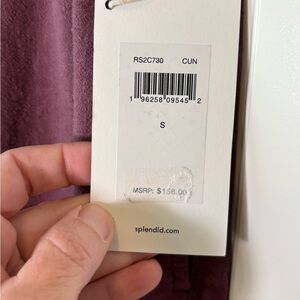 RS2C730 CUN
1 96258 09545 2
S
MSRP: $158.00
splendid.com